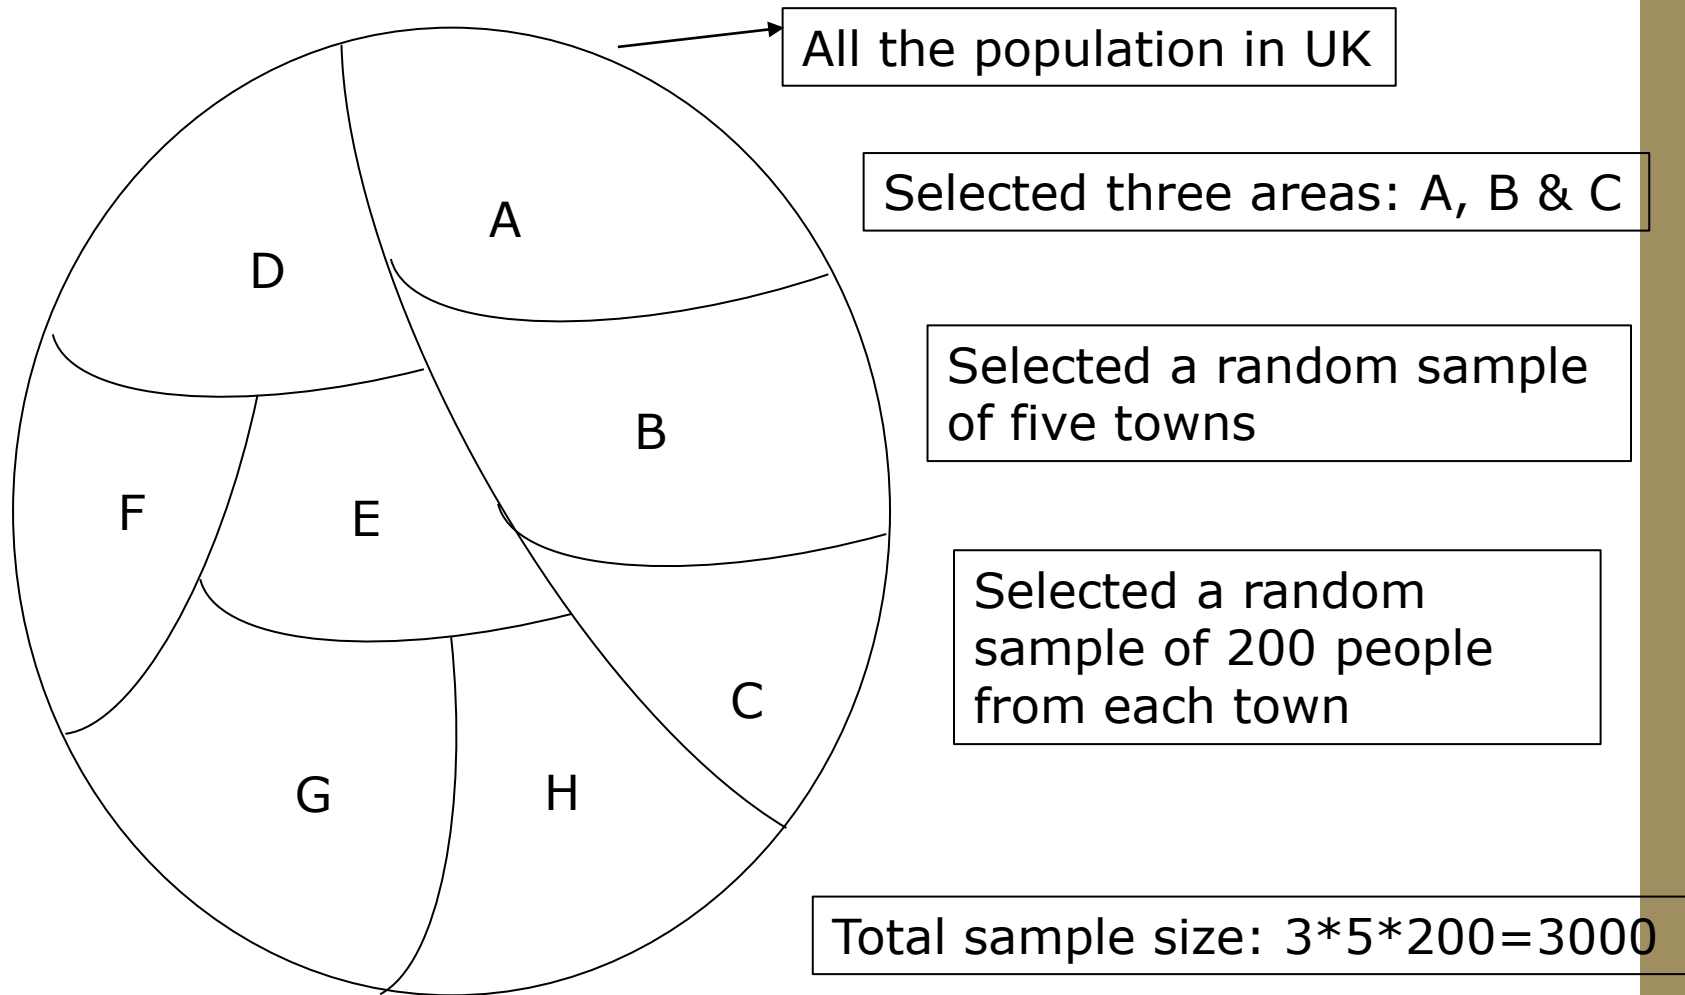 All the population in UK
Selected three areas: A, B & C
A
D
Selected a random sample
of five towns
B
F
E
Selected a random
sample of 200 people
from each town
C
G
H
Total sample size: 3*5*200=3000